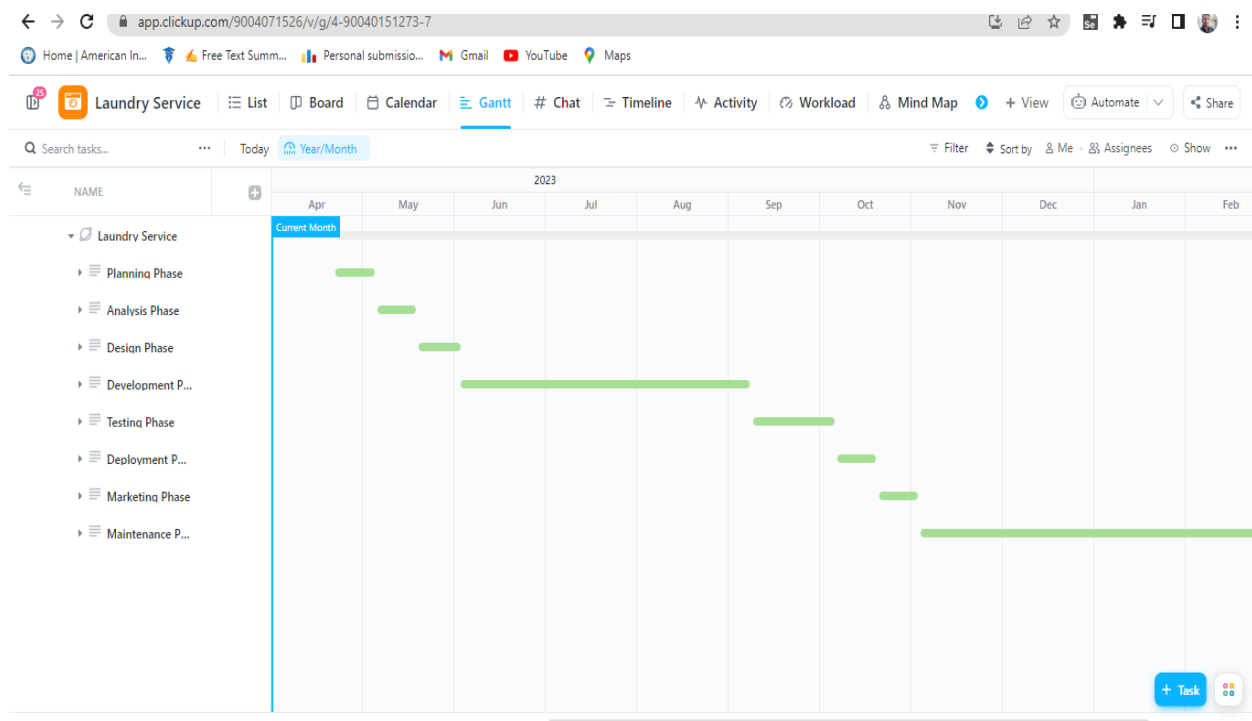 app.clickup.com/9004071526/v/g/4-90040151273-7
Home | American In... Free Text Summ... Personal submissio... Gmail YouTube Maps
25 Laundry Service List Board Calendar Gantt Chat Timeline Activity Workload Mind Map + View Automate Share
Search tasks... Today Year/Month Filter Sort by Me Assignees Show
NAME 2023
Apr May Jun Jul Aug Sep Oct Nov Dec Jan Feb
Current Month
Laundry Service
Planning Phase
Analysis Phase
Design Phase
Development P...
Testing Phase
Deployment P...
Marketing Phase
Maintenance P...
+ Task